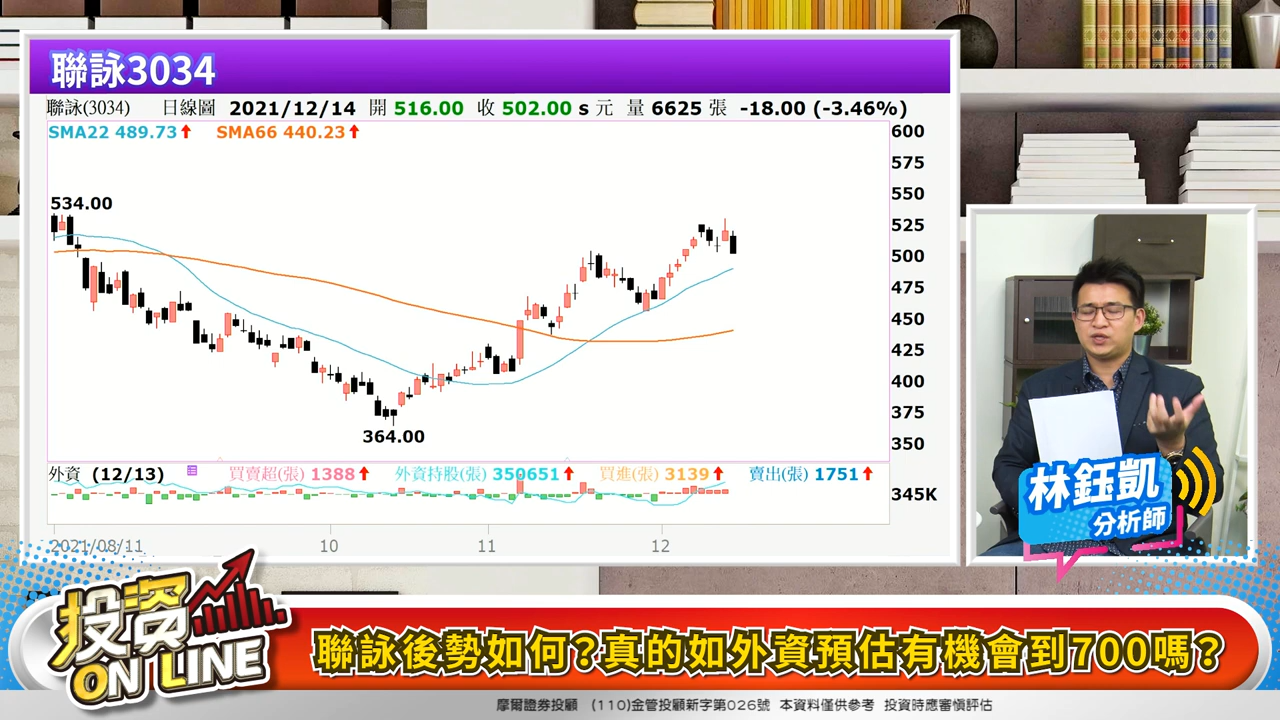 聯詠3034
聯詠(3034) 日線圖 2021/12/14 開 516.00 收 502.00 s 元 量 6625 張 -18.00 (-3.46%)
SMA22 489.73 SMA66 440.23
600
575
550
534.00
525
500
475
450
425
400
375
364.00
350
外資 (12/13) 買賣超(張) 1388 外資持股(張) 350651 買進(張) 3139 賣出(張) 1751
345K
2021/08/11 10 11 12
林鈺凱
分析師
投資
ON LINE
聯詠後勢如何?真的如外資預估有機會到700嗎?
摩爾證券投顧 (110)金管投顧新字第026號 本資料僅供參考 投資時應審慎評估